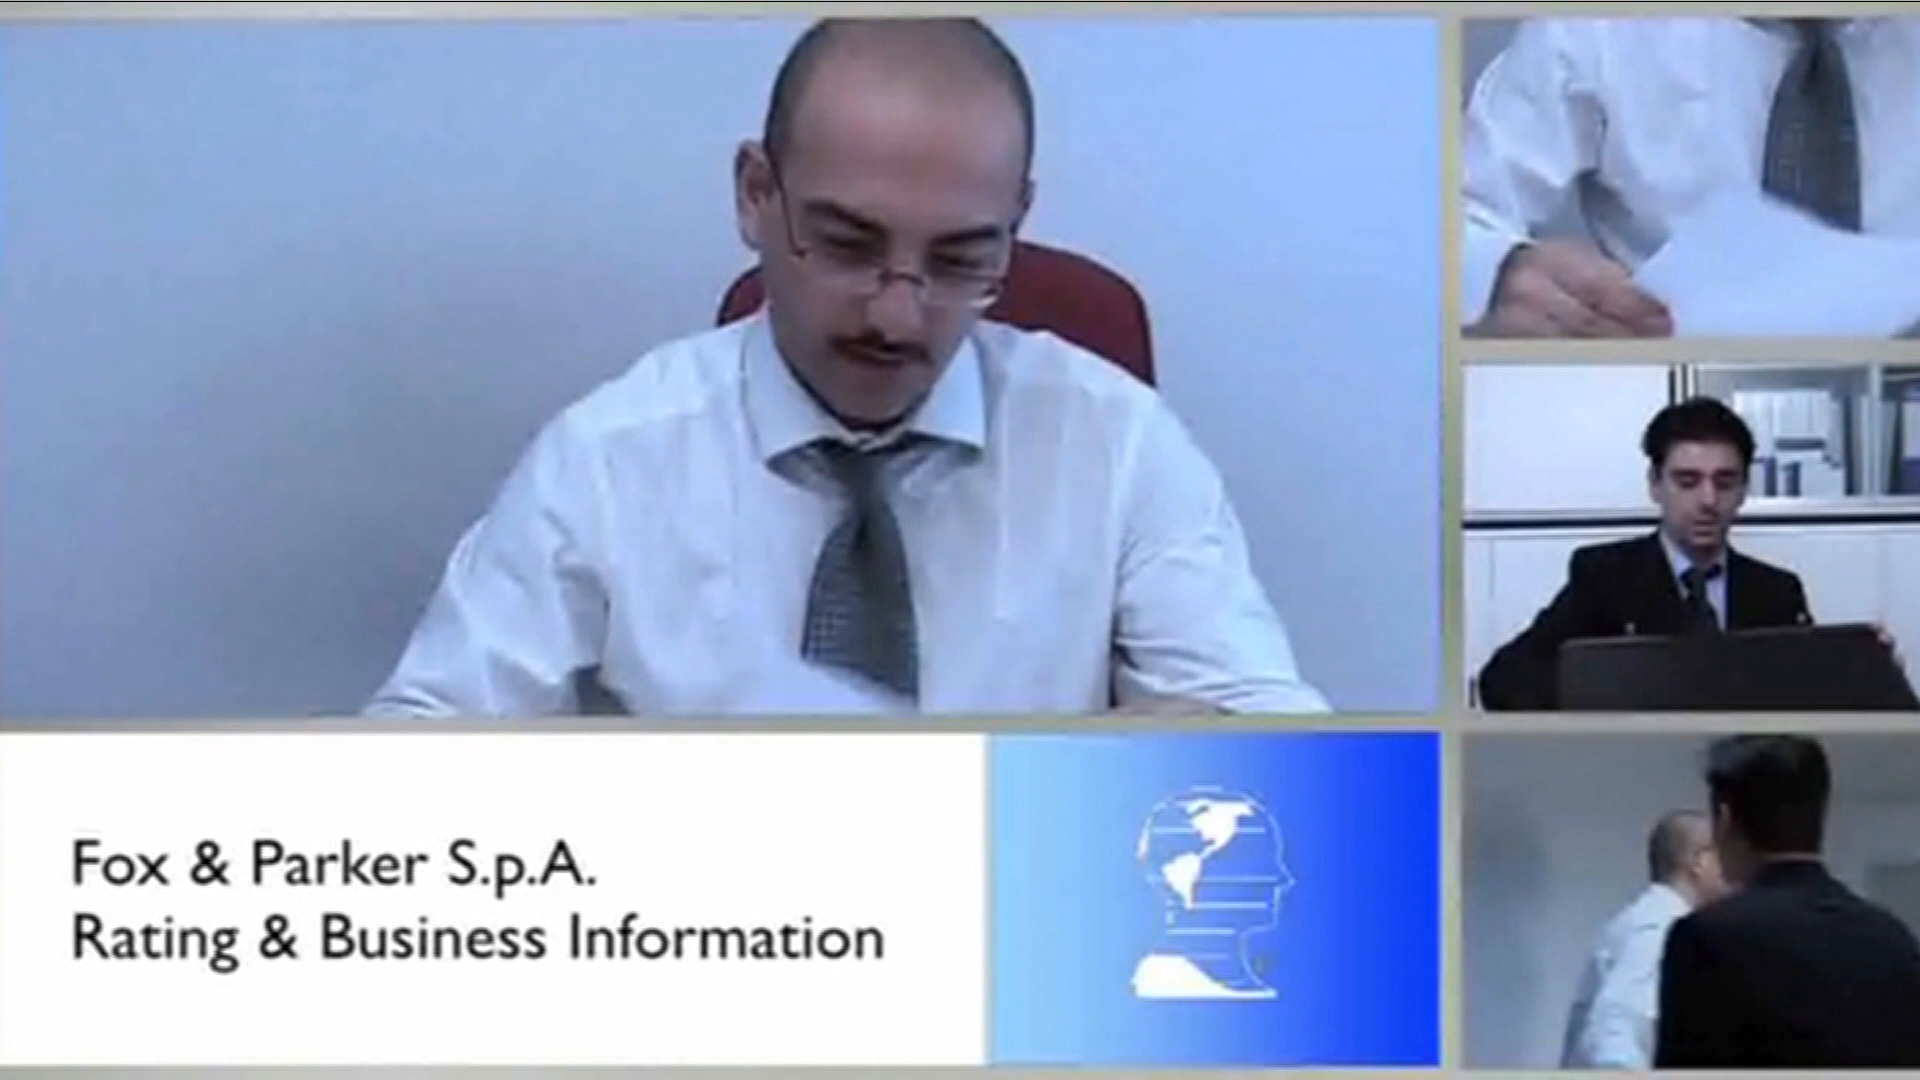 Fox & Parker S.p.A.
Rating & Business Information